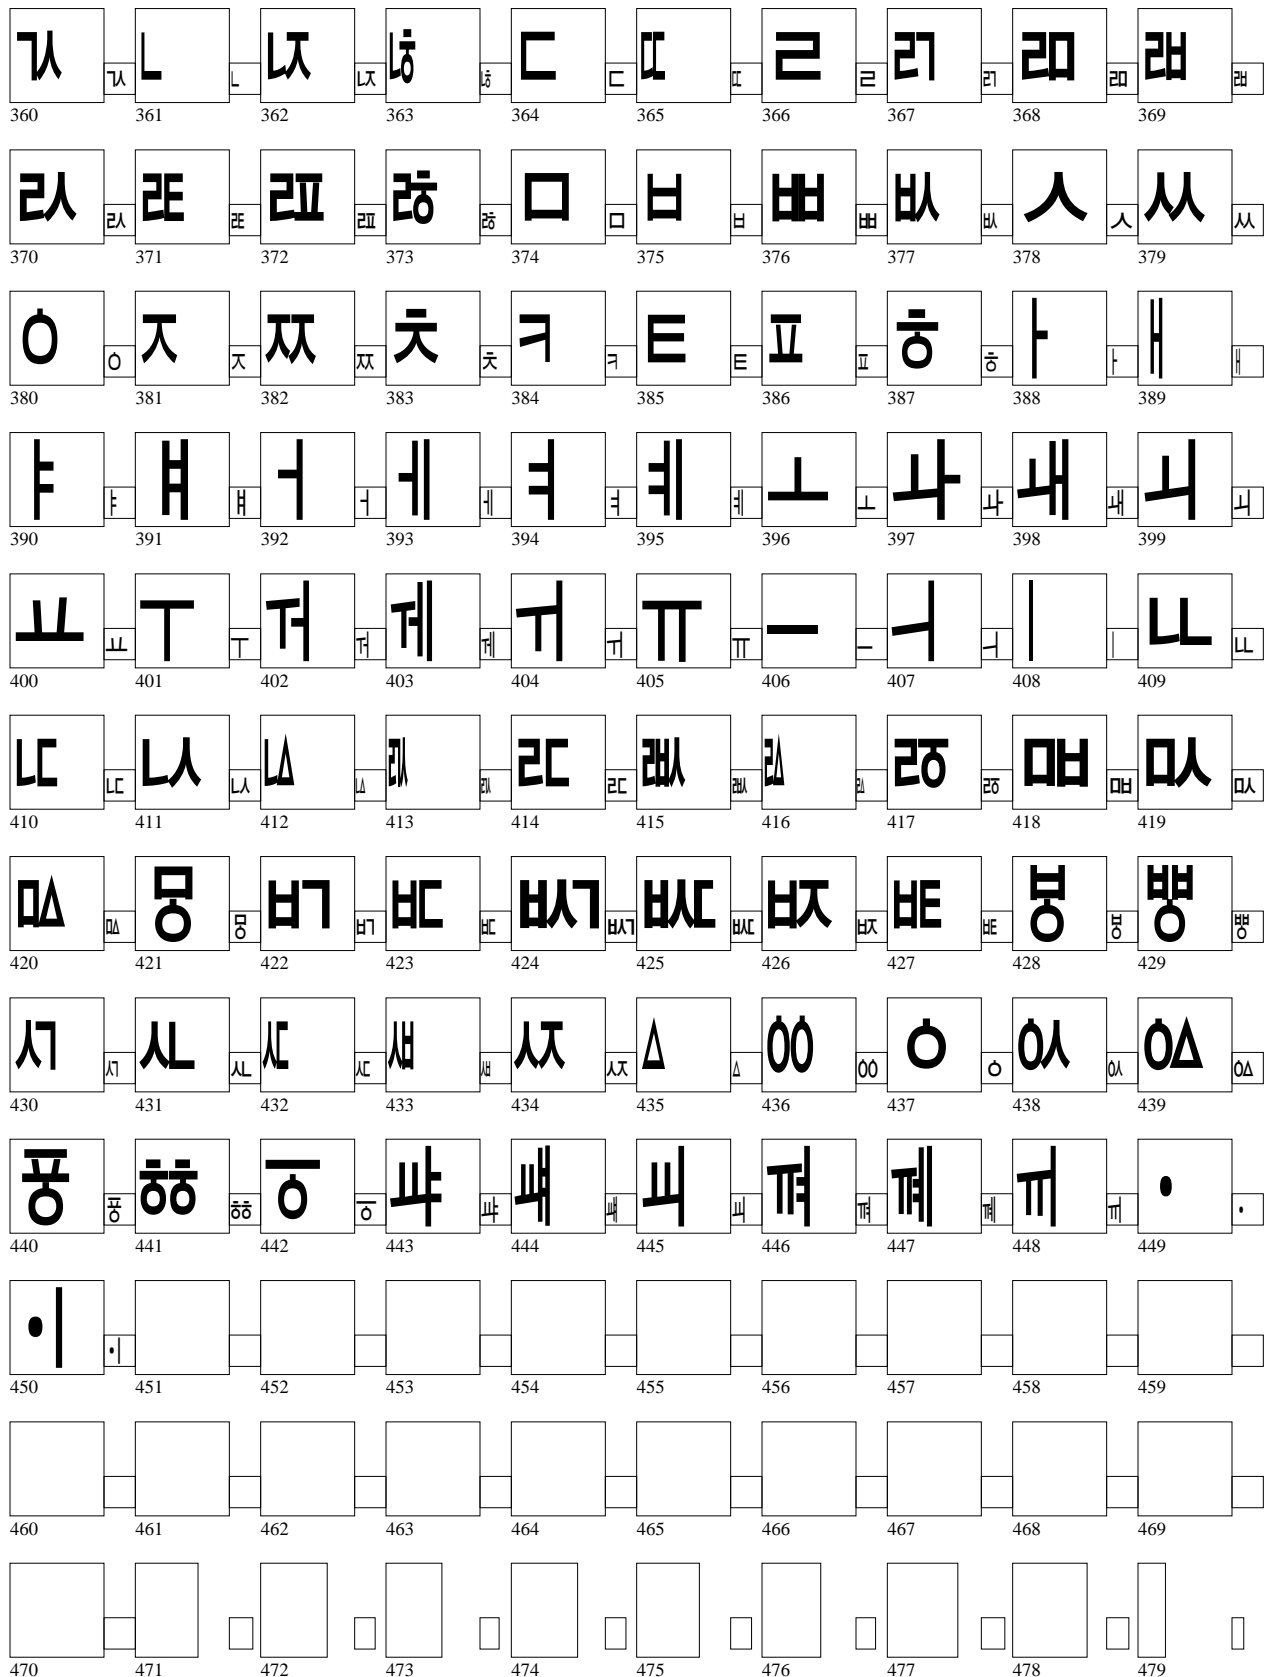 ㄳ ㄳ ㄴ ㄴ ㄵ ㄵ ㄶ ㄶ ㄷ ㄷ ㄸ ㄸ ㄹ ㄹ ㄺ ㄺ ㄻ ㄻ ㄼ ㄼ
360 361 362 363 364 365 366 367 368 369
ㄽ ㄽ ㄾ ㄾ ㄿ ㄿ ㅀ ㅀ ㅁ ㅁ ㅂ ㅂ ㅃ ㅃ ㅄ ㅄ ㅅ ㅅ ㅆ ㅆ
370 371 372 373 374 375 376 377 378 379
ㅇ ㅇ ㅈ ㅈ ㅉ ㅉ ㅊ ㅊ ㅋ ㅋ ㅌ ㅌ ㅍ ㅍ ㅎ ㅎ ㅏ ㅏ ㅐ ㅐ
380 381 382 383 384 385 386 387 388 389
ㅑ ㅑ ㅒ ㅒ ㅓ ㅓ ㅔ ㅔ ㅕ ㅕ ㅖ ㅖ ㅗ ㅗ ㅘ ㅘ ㅙ ㅙ ㅚ ㅚ
390 391 392 393 394 395 396 397 398 399
ㅛ ㅛ ㅜ ㅜ ㅝ ㅝ ㅞ ㅞ ㅟ ㅟ ㅠ ㅠ ㅡ ㅡ ㅢ ㅢ ㅣ ㅣ ㅥ ㅥ
400 401 402 403 404 405 406 407 408 409
ㅦ ㅦ ㅧ ㅧ ㅨ ㅨ ㅩ ㅩ ㅪ ㅪ ㅫ ㅫ ㅬ ㅬ ㅭ ㅭ ㅮ ㅮ ㅯ ㅯ
410 411 412 413 414 415 416 417 418 419
ㅰ ㅰ ㅱ ㅱ ㅲ ㅲ ㅳ ㅳ ㅴ ㅴ ㅵ ㅵ ㅶ ㅶ ㅷ ㅷ ㅸ ㅸ ㅹ ㅹ
420 421 422 423 424 425 426 427 428 429
ㅺ ㅺ ㅻ ㅻ ㅼ ㅼ ㅽ ㅽ ㅾ ㅾ ㅿ ㅿ ㆀ ㆀ ㆁ ㆁ ㆂ ㆂ ㆃ ㆃ
430 431 432 433 434 435 436 437 438 439
ㆄ ㆄ ㆅ ㆅ ㆆ ㆆ ㆇ ㆇ ㆈ ㆈ ㆉ ㆉ ㆊ ㆊ ㆋ ㆋ ㆌ ㆌ ㆍ ㆍ
440 441 442 443 444 445 446 447 448 449
ㆎ ㆎ
450 451 452 453 454 455 456 457 458 459
460 461 462 463 464 465 466 467 468 469
470 471 472 473 474 475 476 477 478 479